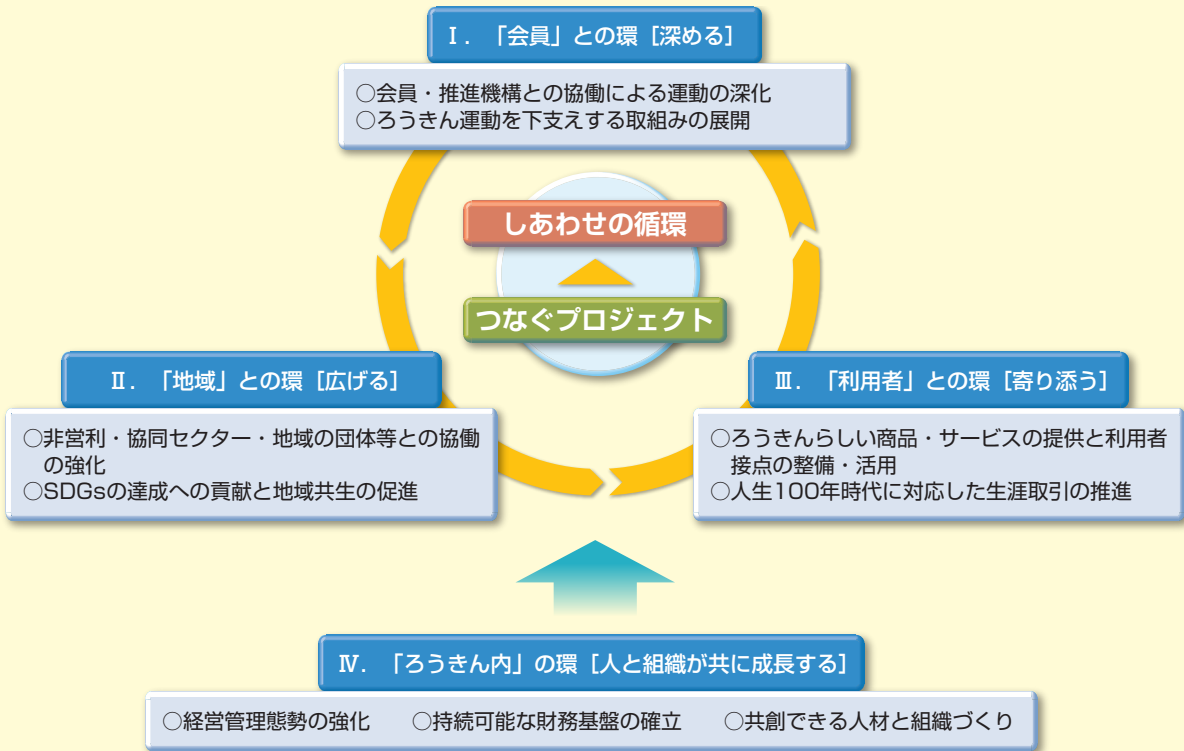 Ⅰ．「会員」との環［深める］
○会員・推進機構との協働による運動の深化
○ろうきん運動を下支えする取組みの展開
しあわせの循環
つなぐプロジェクト
Ⅱ．「地域」との環［広げる］
○非営利・協同セクター・地域の団体等との協働
の強化
○SDGsの達成への貢献と地域共生の促進
Ⅲ．「利用者」との環［寄り添う］
○ろうきんらしい商品・サービスの提供と利用者
接点の整備・活用
○人生100年時代に対応した生涯取引の推進
Ⅳ．「ろうきん内」の環［人と組織が共に成長する］
○経営管理態勢の強化　○持続可能な財務基盤の確立　○共創できる人材と組織づくり